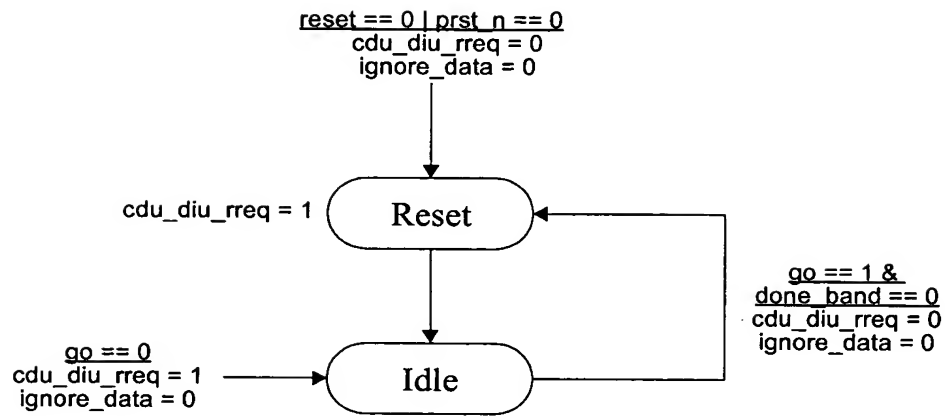 reset == 0 | prst_n == 0
cdu_diu_rreq = 0
ignore_data = 0
cdu_diu_rreq = 1
Reset
go == 1 &
done_band == 0
cdu_diu_rreq = 0
ignore_data = 0
go == 0
cdu_diu_rreq = 1
ignore_data = 0
Idle